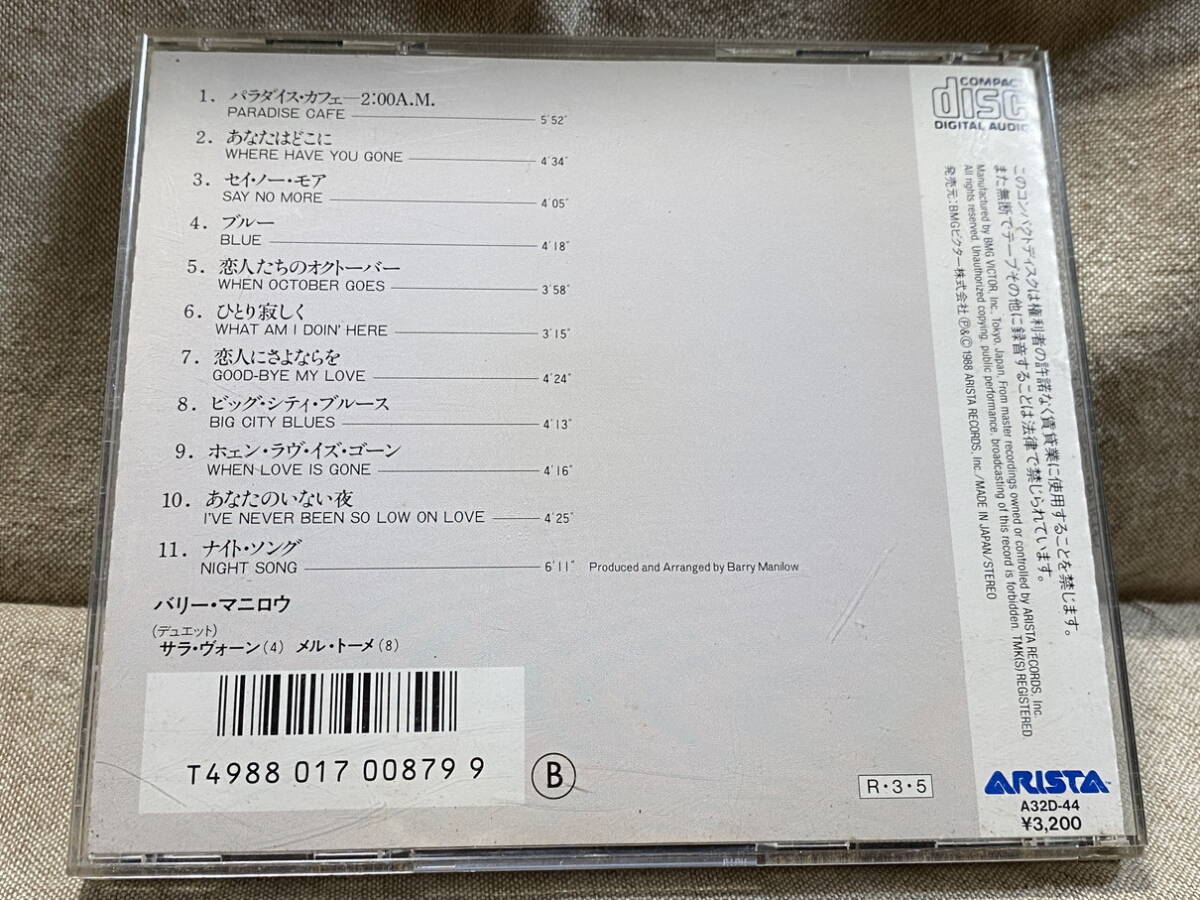 1. パラダイス・カフェ—2:00A.M.
PARADISE CAFE 5'52"
2. あなたはどこに
WHERE HAVE YOU GONE 4'34"
3. セイ・ノー・モア
SAY NO MORE 4'05"
4. ブルー
BLUE 4'18"
5. 恋人たちのオクトーバー
WHEN OCTOBER GOES 3'58"
6. ひとり寂しく
WHAT AM I DOIN' HERE 3'15"
7. 恋人にさよならを
GOOD-BYE MY LOVE 4'24"
8. ビッグ・シティ・ブルース
BIG CITY BLUES 4'13"
9. ホェン・ラヴ・イズ・ゴーン
WHEN LOVE IS GONE 4'16"
10. あなたのいない夜
I'VE NEVER BEEN SO LOW ON LOVE 4'25"
11. ナイト・ソング
NIGHT SONG 6'11" Produced and Arranged by Barry Manilow
バリー・マニロウ
(デュエット)
サラ・ヴォーン(4) メル・トーメ(8)
T4988 017 00879 9
B
R・3・5
COMPACT
disc
DIGITAL AUDIO
このコンパクトディスクは権利者の許諾なく賃貸業に使用することを禁じます。
また無断でテープその他に録音することは法律で禁じられています。
Manufactured by BMG VICTOR, Inc., Tokyo, Japan, From master recordings owned or controlled by ARISTA RECORDS, Inc.
All rights reserved. Unauthorized copying, public performance, broadcasting of this record is forbidden. TMK(S) REGISTERED.
発売元:BMGビクター株式会社 Ⓟ&© 1988 ARISTA RECORDS, Inc./MADE IN JAPAN/STEREO
ARISTA™
A32D-44
¥3,200